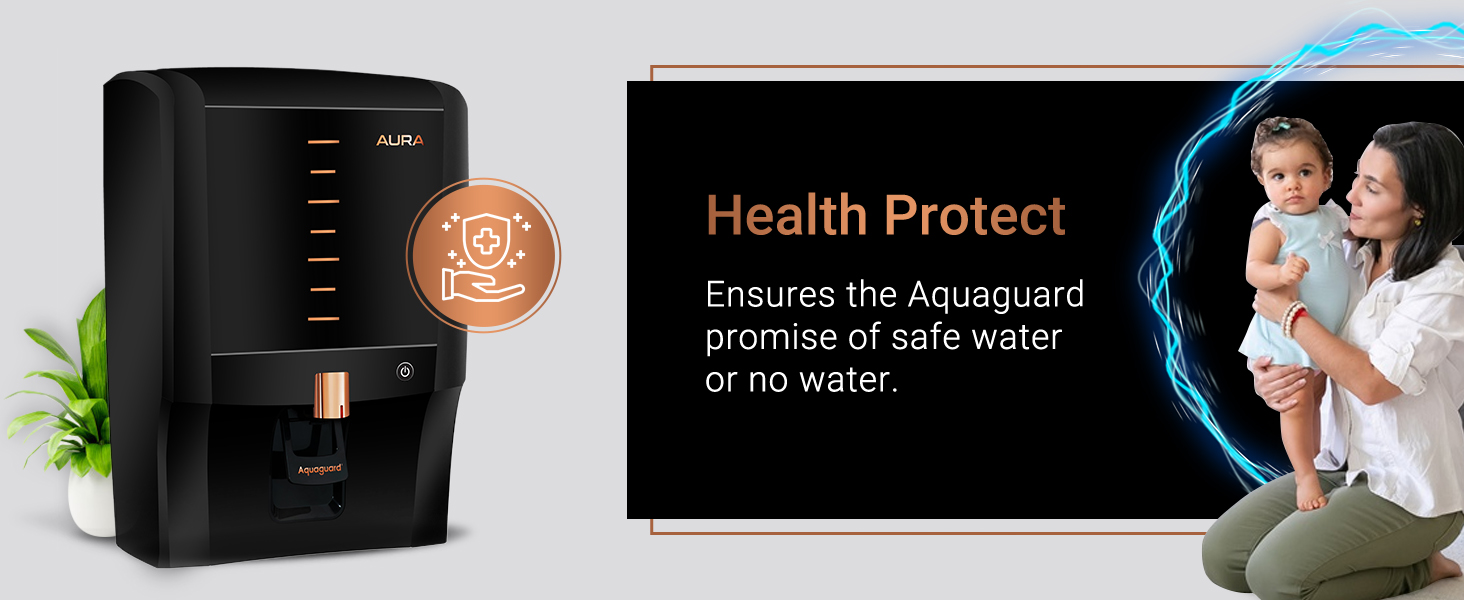 AURA
Aquaguard
Health Protect
Ensures the Aquaguard
promise of safe water
or no water.